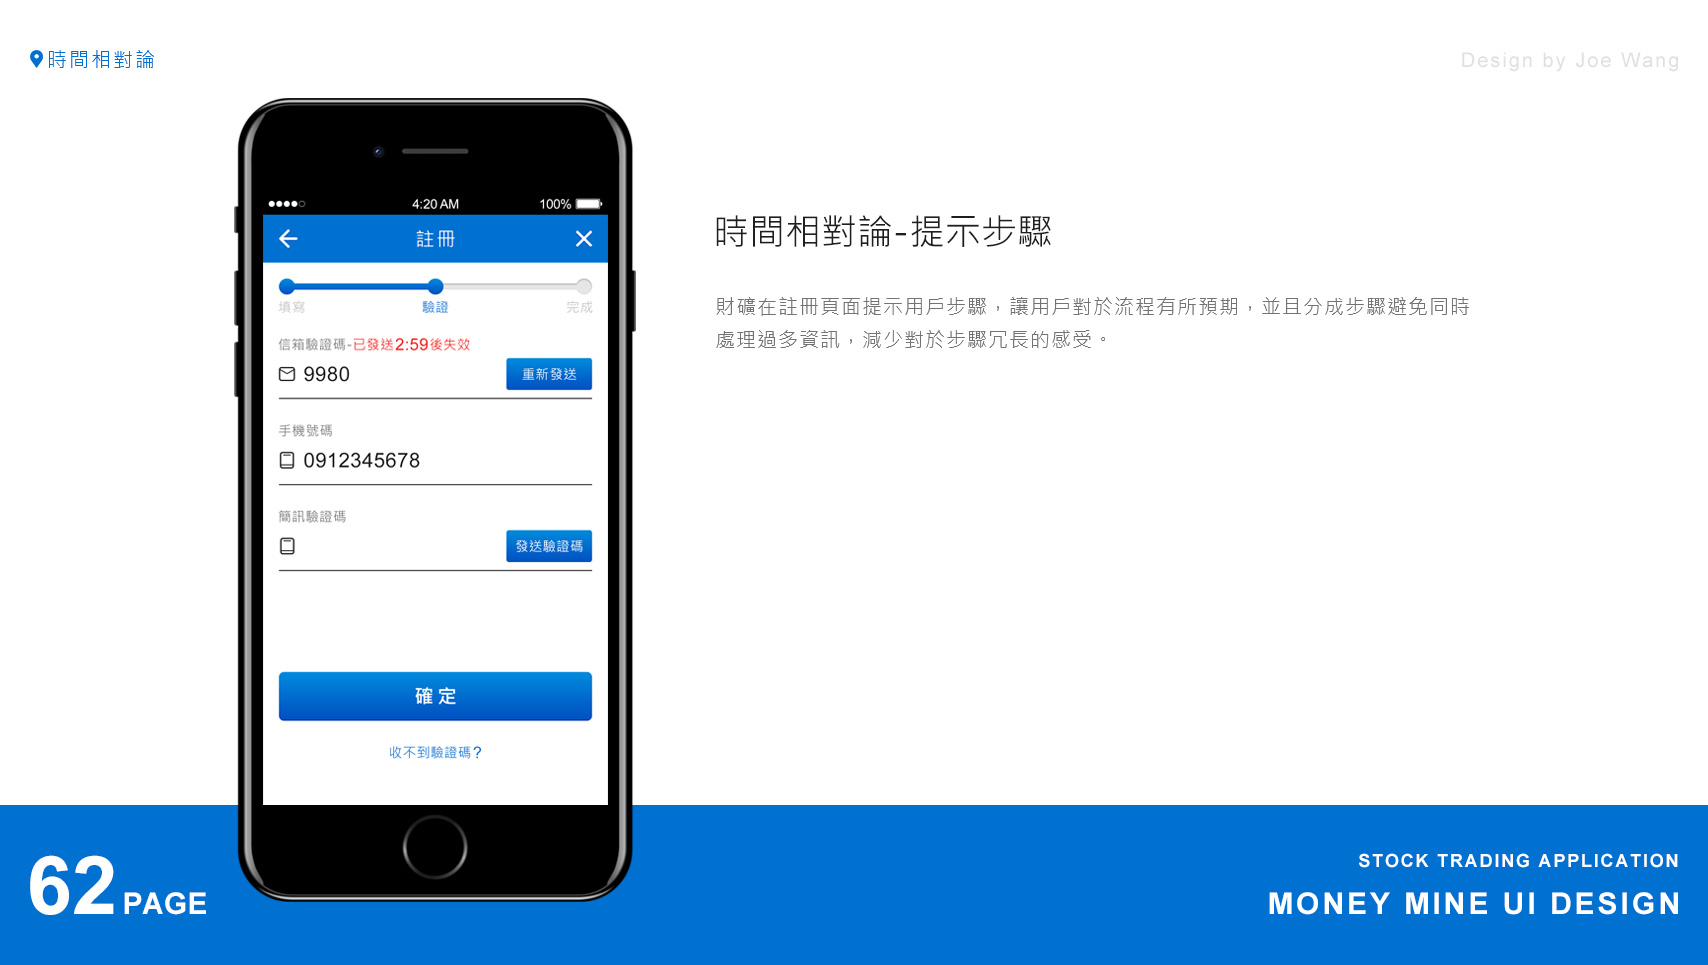 時間相對論
Design by Joe Wang
4:20 AM
100%
註冊
填寫
驗證
完成
信箱驗證碼-已發送2:59後失效
9980
重新發送
手機號碼
0912345678
簡訊驗證碼
發送驗證碼
確定
收不到驗證碼?
時間相對論-提示步驟
財礦在註冊頁面提示用戶步驟，讓用戶對於流程有所預期，並且分成步驟避免同時
處理過多資訊，減少對於步驟冗長的感受。
62 PAGE
STOCK TRADING APPLICATION
MONEY MINE UI DESIGN